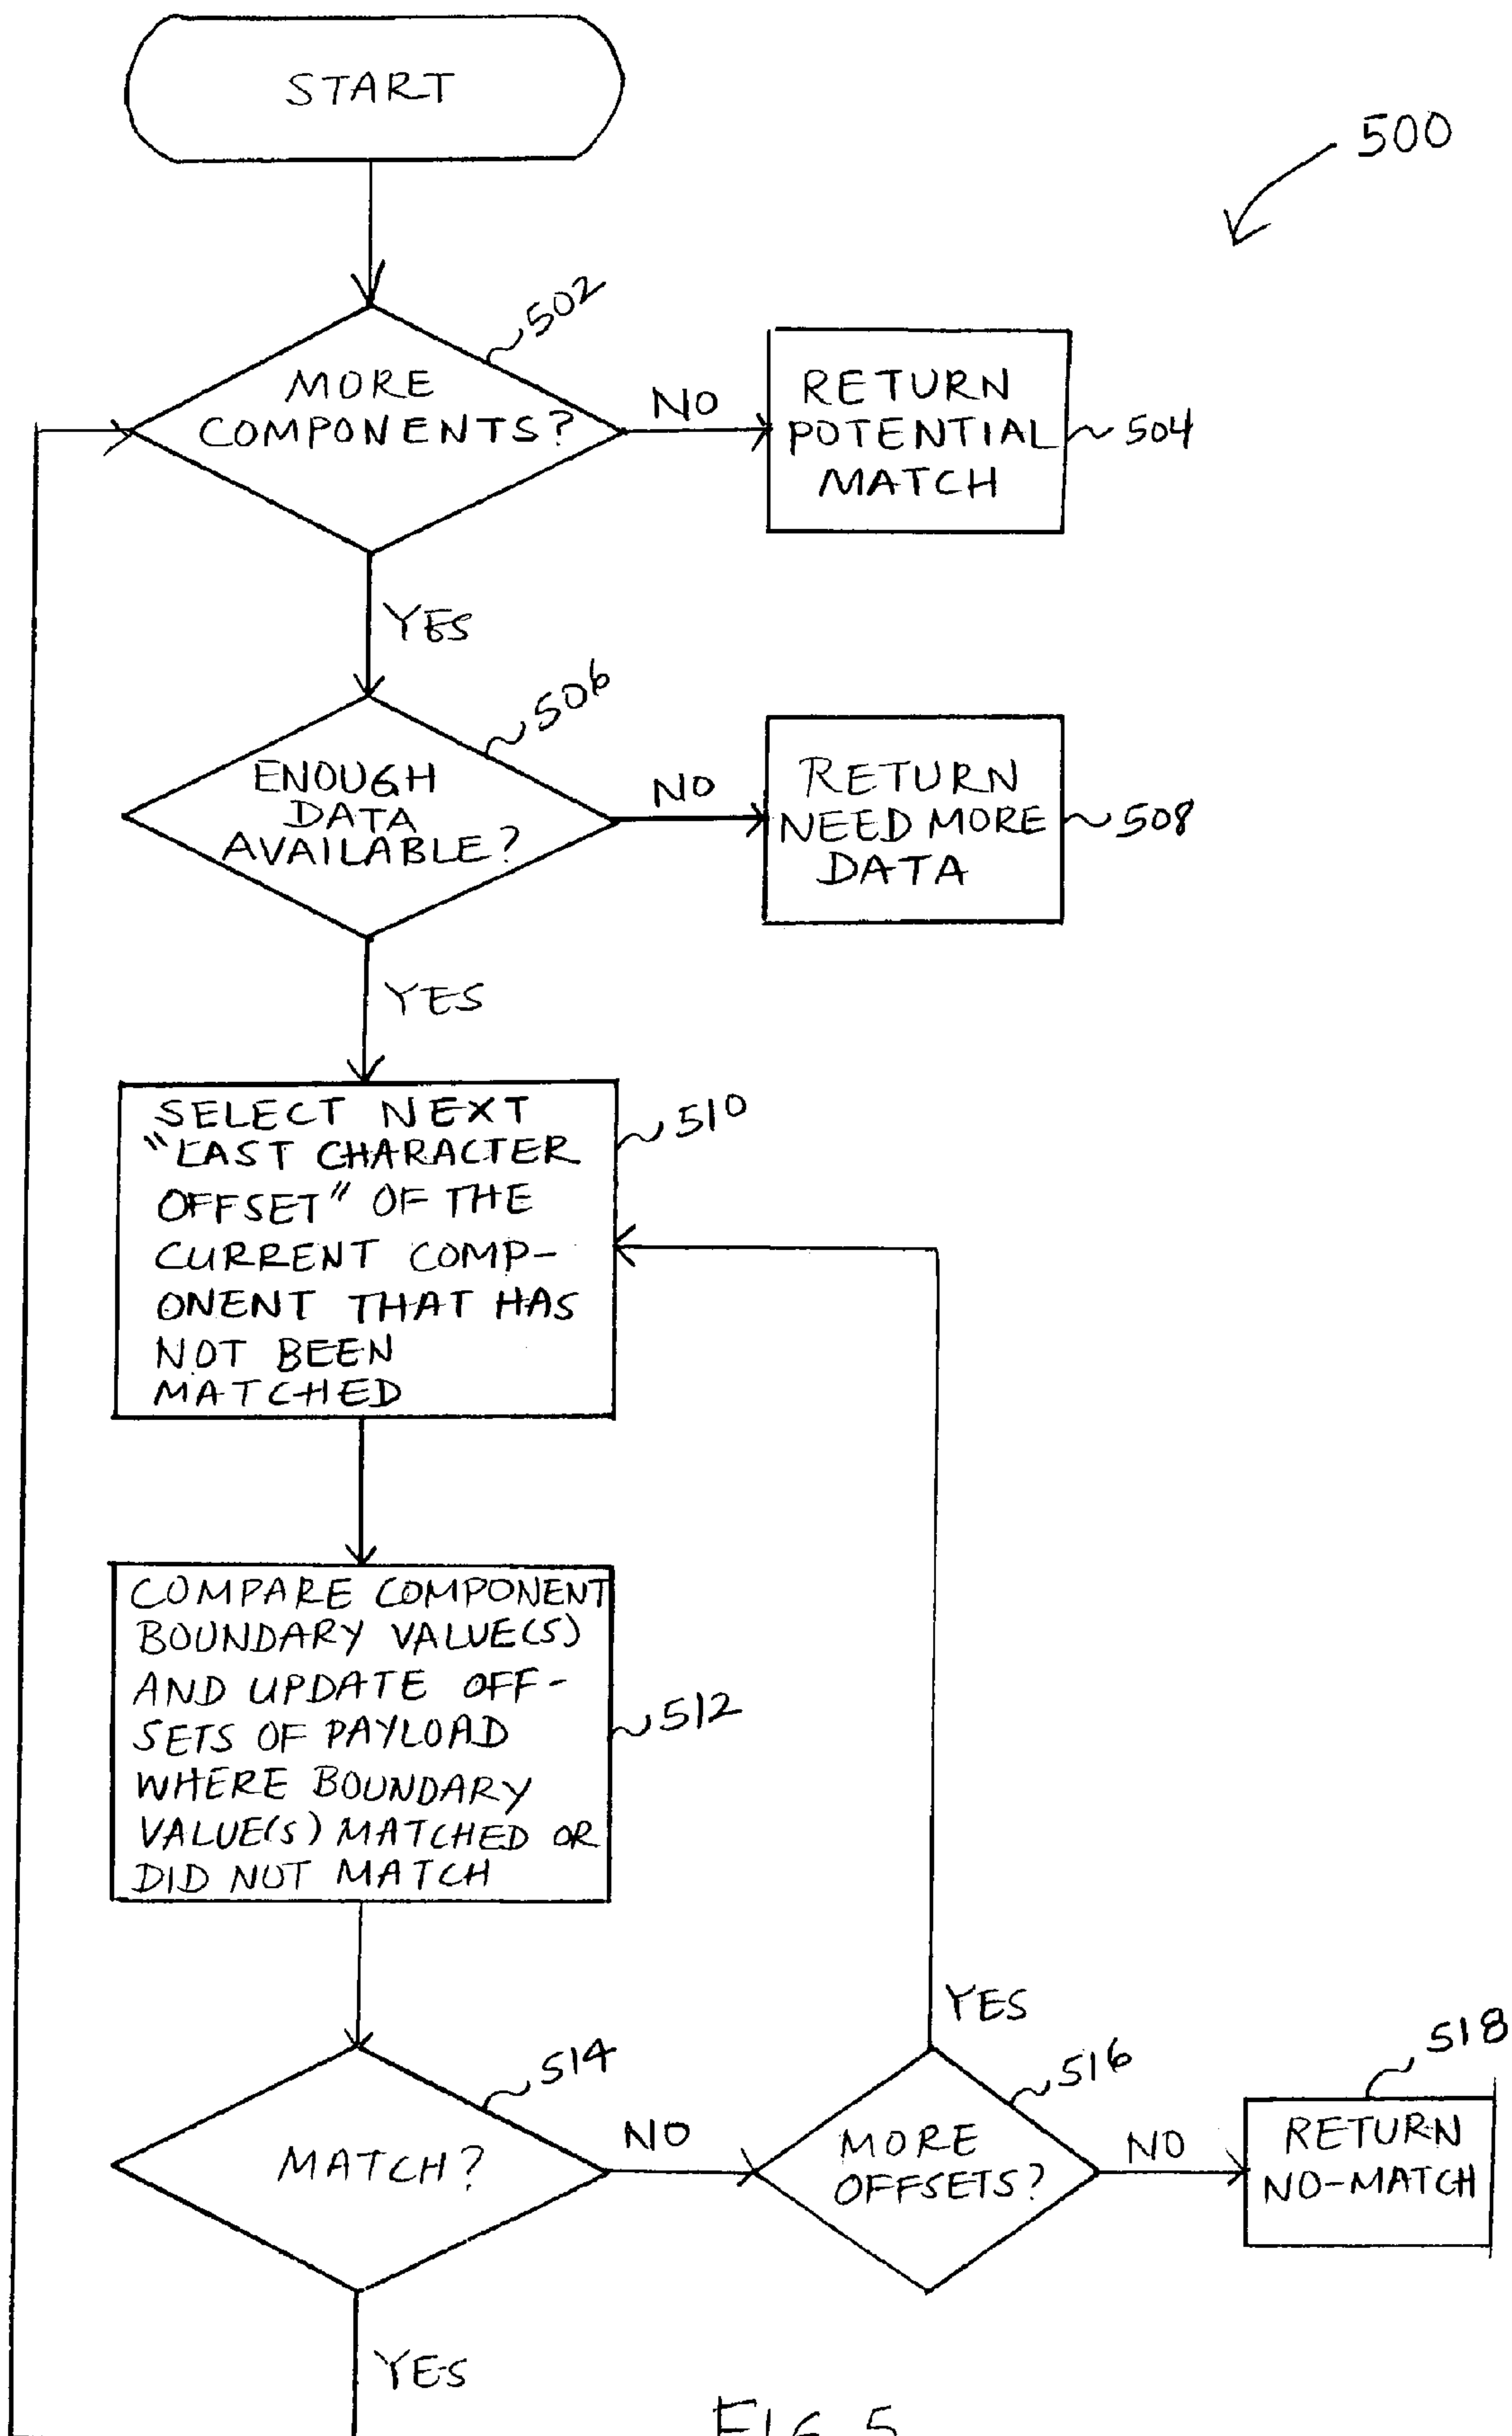 START
500
502
MORE
COMPONENTS?
NO
RETURN
POTENTIAL
MATCH
504
YES
506
ENOUGH
DATA
AVAILABLE?
NO
RETURN
NEED MORE
DATA
508
YES
SELECT NEXT
"LAST CHARACTER
OFFSET" OF THE
CURRENT COMP-
ONENT THAT HAS
NOT BEEN
MATCHED
510
COMPARE COMPONENT
BOUNDARY VALUE(S)
AND UPDATE OFF-
SETS OF PAYLOAD
WHERE BOUNDARY
VALUE(S) MATCHED OR
DID NOT MATCH
512
YES
514
MATCH?
NO
516
MORE
OFFSETS?
NO
518
RETURN
NO-MATCH
YES
FIG. 5